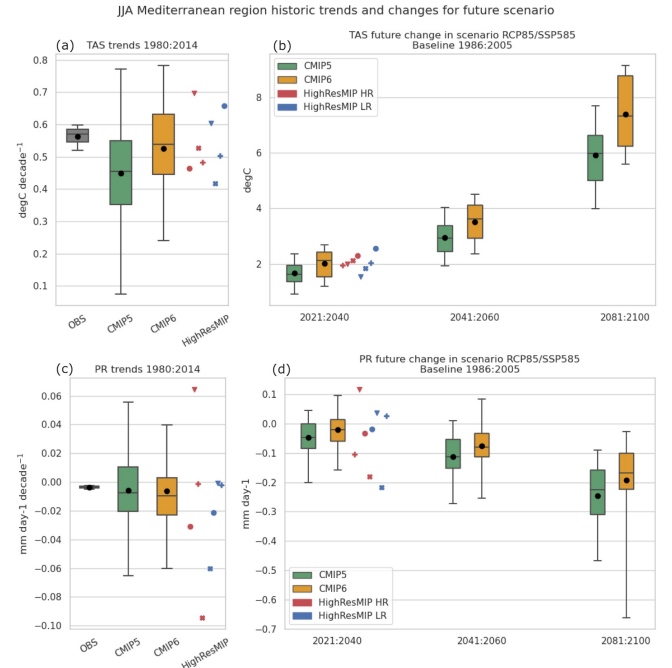 JJA Mediterranean region historic trends and changes for future scenario
(a) TAS trends 1980:2014
degC decade⁻¹
0.8
0.7
0.6
0.5
0.4
0.3
0.2
0.1
OBS
CMIP5
CMIP6
HighResMIP
(b) TAS future change in scenario RCP85/SSP585
Baseline 1986:2005
CMIP5
CMIP6
HighResMIP HR
HighResMIP LR
degC
8
6
4
2
2021:2040
2041:2060
2081:2100
(c) PR trends 1980:2014
mm day-1 decade⁻¹
0.06
0.04
0.02
0.00
−0.02
−0.04
−0.06
−0.08
−0.10
OBS
CMIP5
CMIP6
HighResMIP
(d) PR future change in scenario RCP85/SSP585
Baseline 1986:2005
mm day-1
0.1
0.0
−0.1
−0.2
−0.3
−0.4
−0.5
−0.6
−0.7
CMIP5
CMIP6
HighResMIP HR
HighResMIP LR
2021:2040
2041:2060
2081:2100